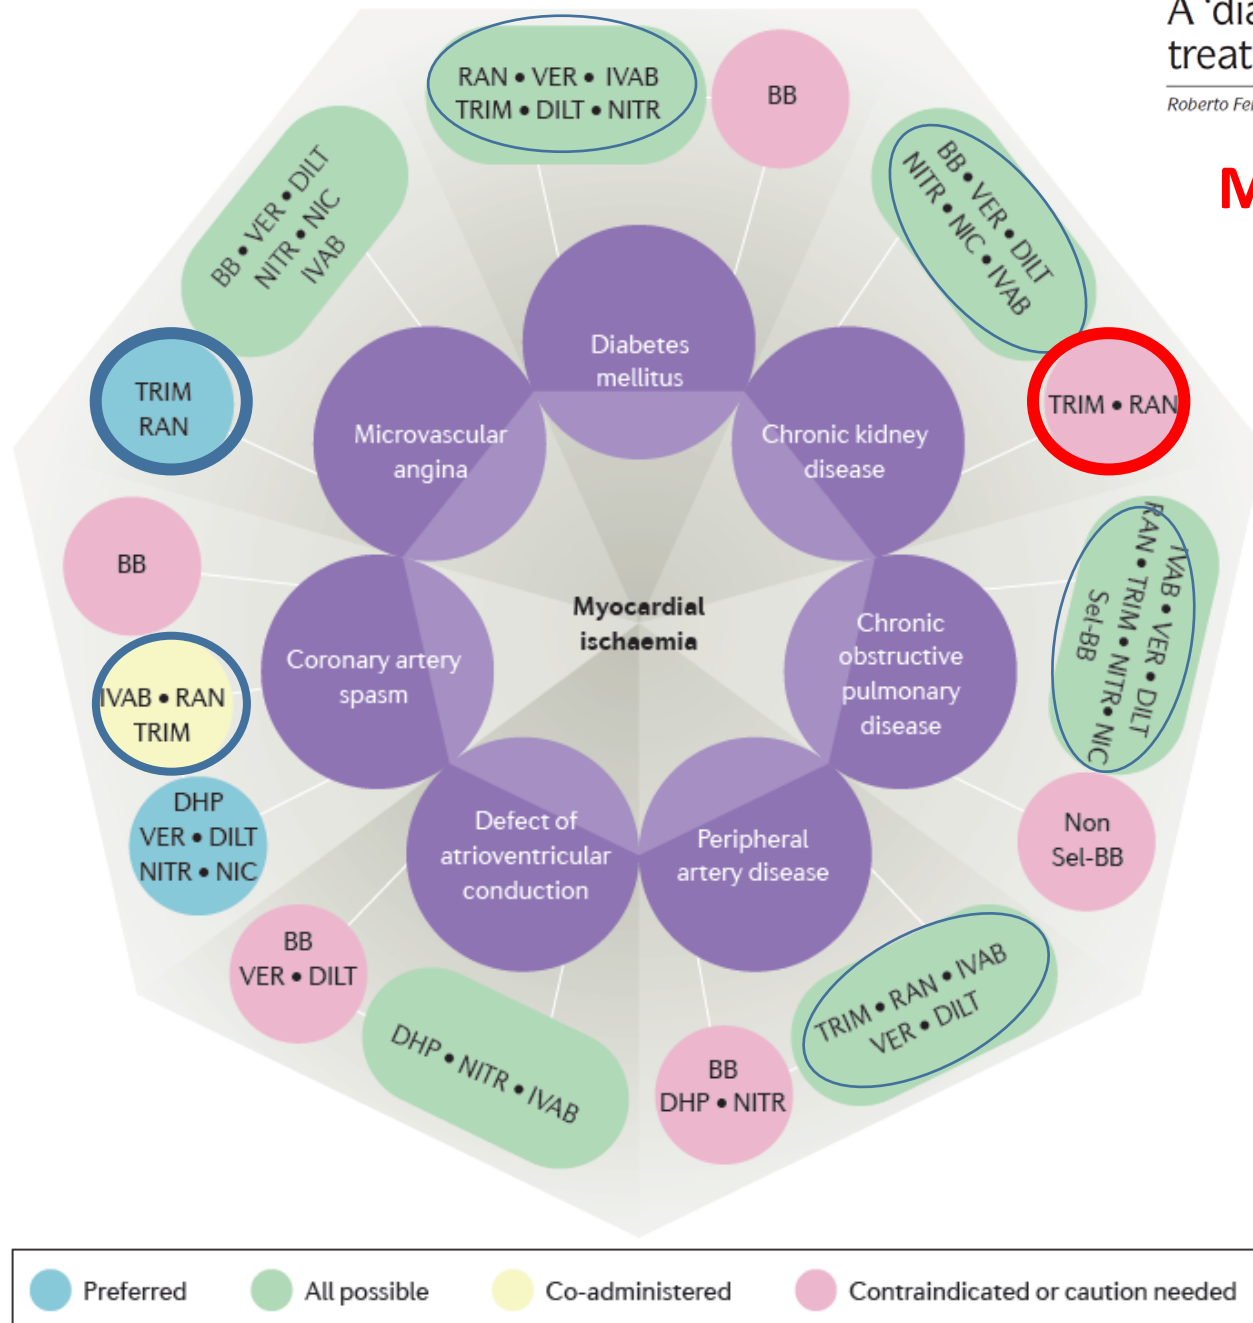 A 'dia
treat
Roberto Fer
M
RAN • VER • IVAB
TRIM • DILT • NITR
BB
BB • VER • DILT
NITR • NIC • IVAB
TRIM • RAN
BB • VER • DILT
NITR • NIC
IVAB
TRIM
RAN
Diabetes
mellitus
Microvascular
angina
Chronic kidney
disease
BB
IVAB • VER • DILT
RAN • TRIM • NITR • NIC
Sel-BB
Myocardial
ischaemia
Coronary artery
spasm
Chronic
obstructive
pulmonary
disease
IVAB • RAN
TRIM
DHP
VER • DILT
NITR • NIC
Non
Sel-BB
Defect of
atrioventricular
conduction
Peripheral
artery disease
BB
VER • DILT
DHP • NITR • IVAB
BB
DHP • NITR
TRIM • RAN • IVAB
VER • DILT
Preferred
All possible
Co-administered
Contraindicated or caution needed